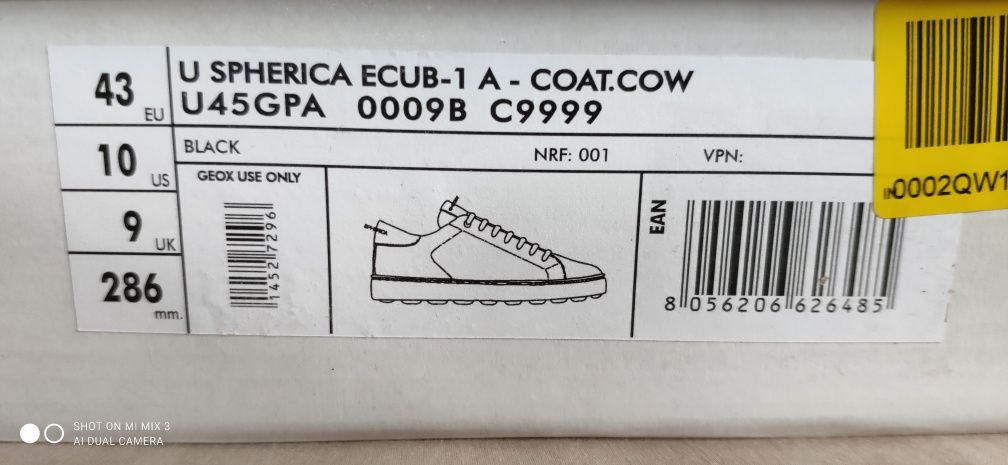 43 EU
10 US
9 UK
286 mm.
U SPHERICA ECUB-1 A - COAT.COW
U45GPA 0009B C9999
BLACK
NRF: 001
VPN:
GEOX USE ONLY
14527296
EAN
8 056206 626485
0002QW1
SHOT ON MI MIX 3
AI DUAL CAMERA